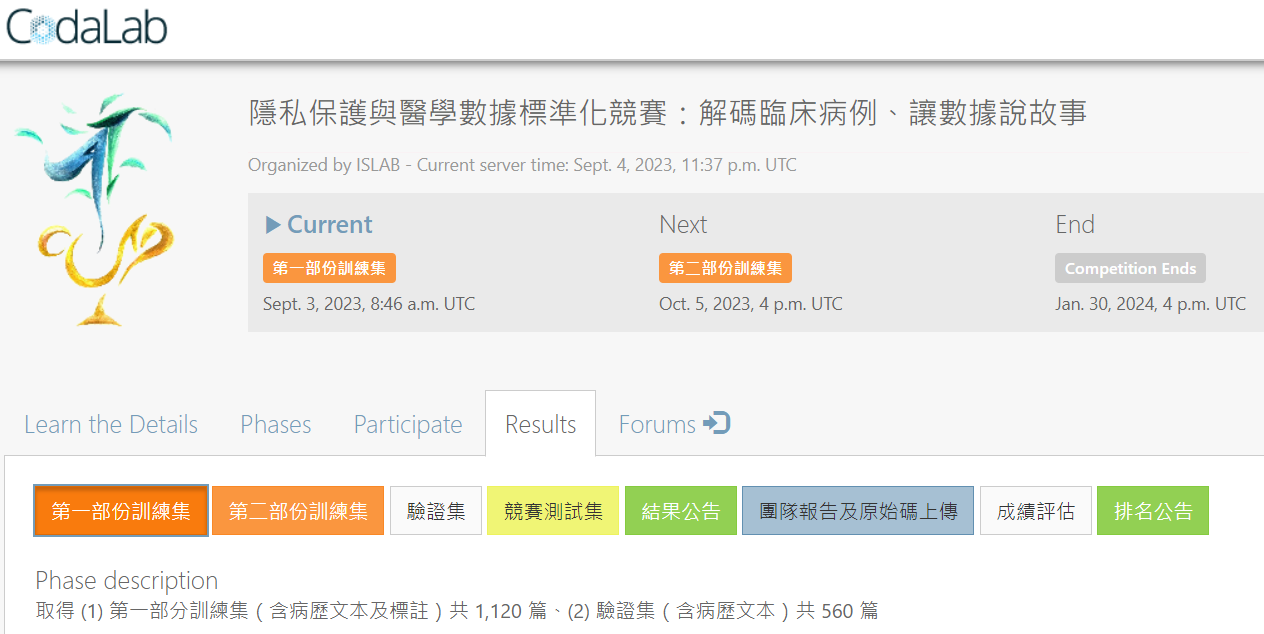 CodaLab
隱私保護與醫學數據標準化競賽：解碼臨床病例、讓數據說故事
Organized by ISLAB - Current server time: Sept. 4, 2023, 11:37 p.m. UTC
Current
第一部份訓練集
Sept. 3, 2023, 8:46 a.m. UTC
Next
第二部份訓練集
Oct. 5, 2023, 4 p.m. UTC
End
Competition Ends
Jan. 30, 2024, 4 p.m. UTC
Learn the Details Phases Participate Results Forums
第一部份訓練集 第二部份訓練集 驗證集 競賽測試集 結果公告 團隊報告及原始碼上傳 成績評估 排名公告
Phase description
取得 (1) 第一部分訓練集（含病歷文本及標註）共 1,120 篇、(2) 驗證集（含病歷文本）共 560 篇